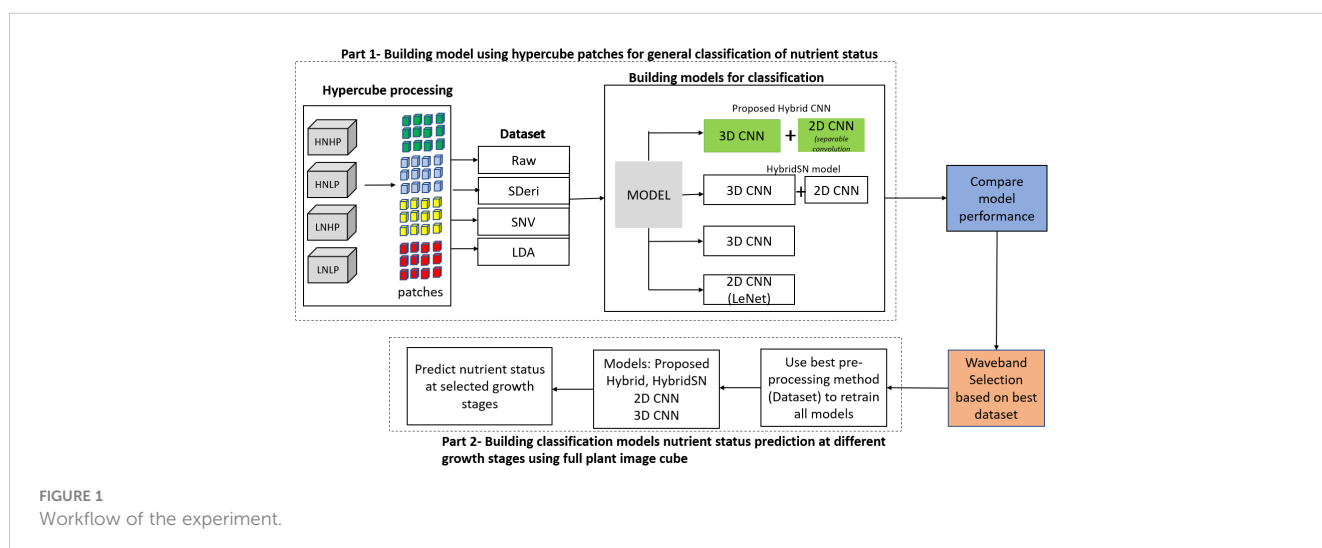 Part 1- Building model using hypercube patches for general classification of nutrient status
Hypercube processing
HNHP
HNLP
LNHP
LNLP
patches
Dataset
Raw
SDeri
SNV
LDA
Building models for classification
MODEL
Proposed Hybrid CNN
3D CNN
+
2D CNN
(separable
convolution
HybridSN model
3D CNN
+
2D CNN
3D CNN
2D CNN
(LeNet)
Compare
model
performance
Waveband
Selection
based on best
dataset
Use best pre-
processing method
(Dataset) to retrain
all models
Models: Proposed
Hybrid, HybridSN
2D CNN
3D CNN
Predict nutrient status
at selected growth
stages
Part 2- Building classification models nutrient status prediction at different
growth stages using full plant image cube
FIGURE 1
Workflow of the experiment.